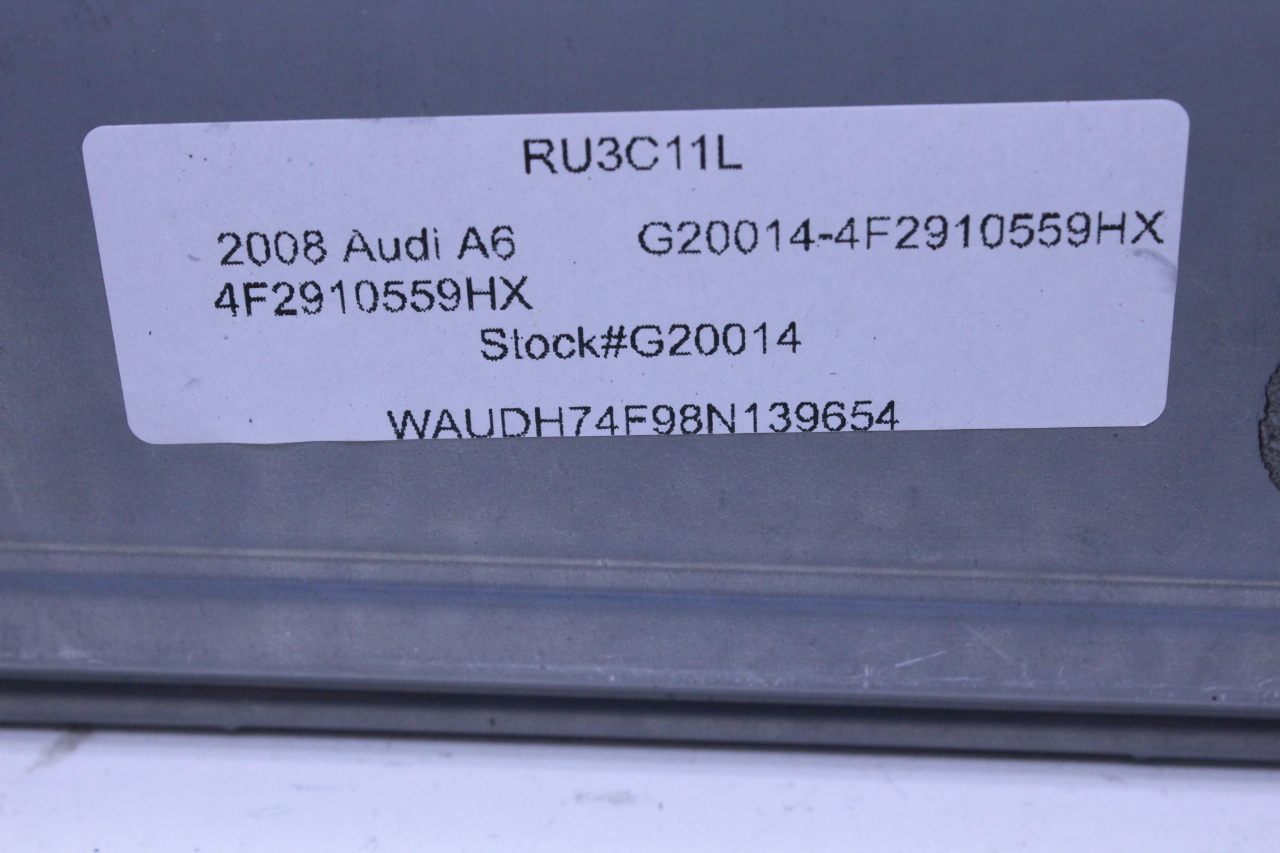 RU3C11L
2008 Audi A6 G20014-4F2910559HX
4F2910559HX
Stock#G20014
WAUDH74F98N139654